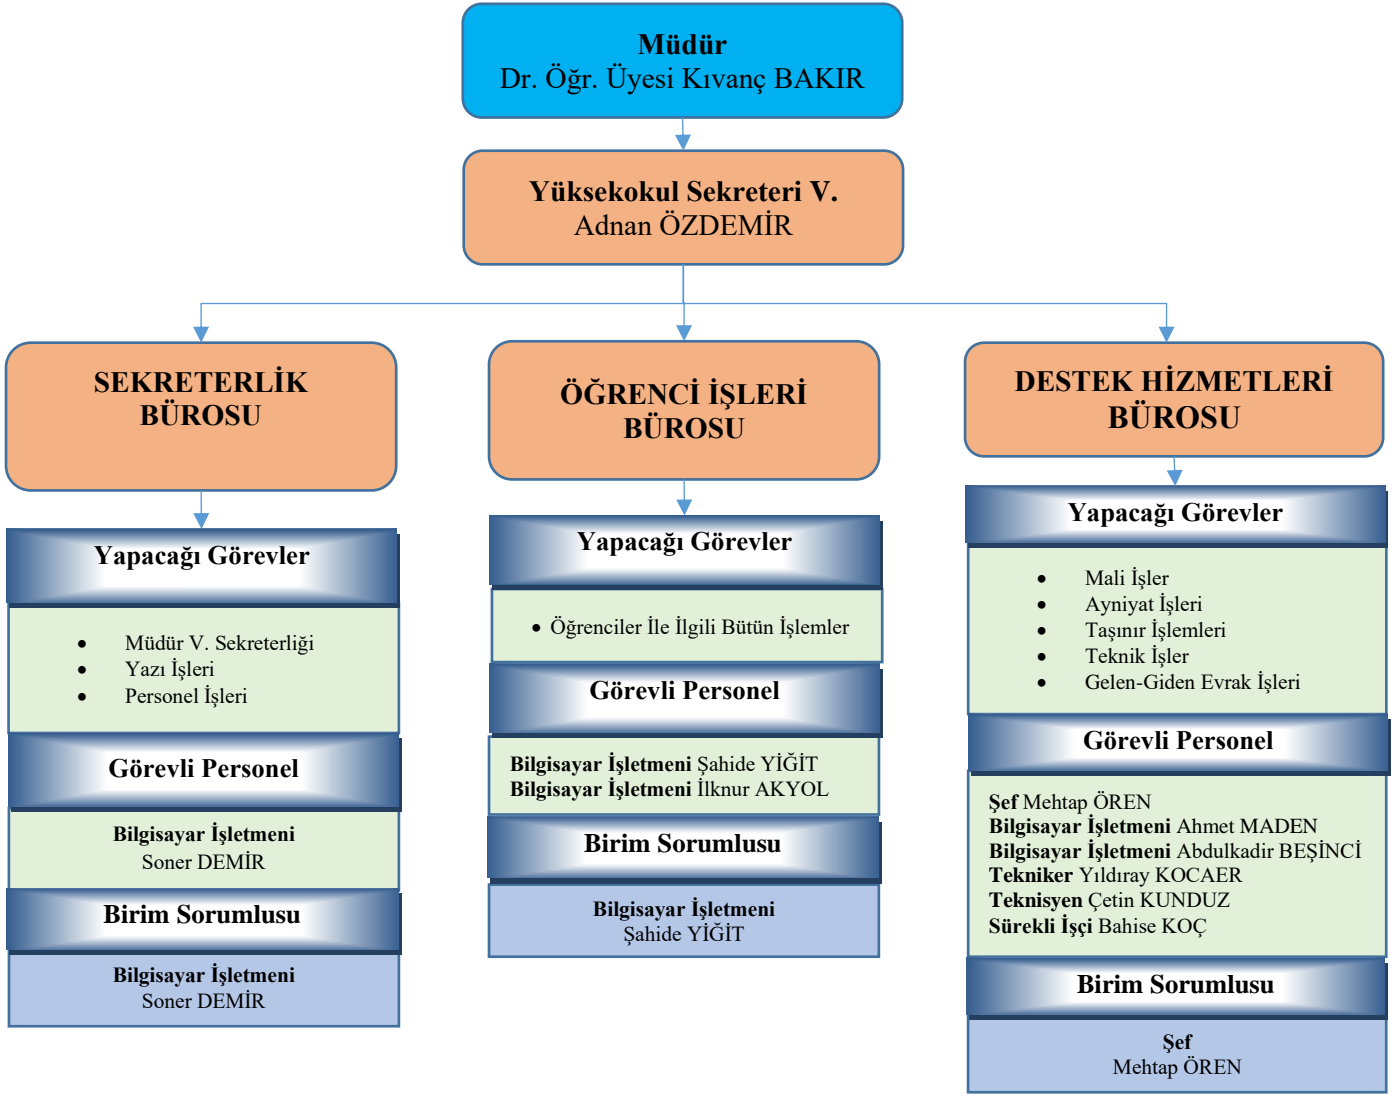 Müdür
Dr. Öğr. Üyesi Kıvanç BAKIR
Yüksekokul Sekreteri V.
Adnan ÖZDEMİR
SEKRETERLİK
BÜROSU
Yapacağı Görevler
• Müdür V. Sekreterliği
• Yazı İşleri
• Personel İşleri
Görevli Personel
Bilgisayar İşletmeni
Soner DEMİR
Birim Sorumlusu
Bilgisayar İşletmeni
Soner DEMİR
ÖĞRENCİ İŞLERİ
BÜROSU
Yapacağı Görevler
• Öğrenciler İle İlgili Bütün İşlemler
Görevli Personel
Bilgisayar İşletmeni Şahide YİĞİT
Bilgisayar İşletmeni İlknur AKYOL
Birim Sorumlusu
Bilgisayar İşletmeni
Şahide YİĞİT
DESTEK HİZMETLERİ
BÜROSU
Yapacağı Görevler
• Mali İşler
• Ayniyat İşleri
• Taşınır İşlemleri
• Teknik İşler
• Gelen-Giden Evrak İşleri
Görevli Personel
Şef Mehtap ÖREN
Bilgisayar İşletmeni Ahmet MADEN
Bilgisayar İşletmeni Abdulkadir BEŞİNCİ
Tekniker Yıldıray KOCAER
Teknisyen Çetin KUNDUZ
Sürekli İşçi Bahise KOÇ
Birim Sorumlusu
Şef
Mehtap ÖREN